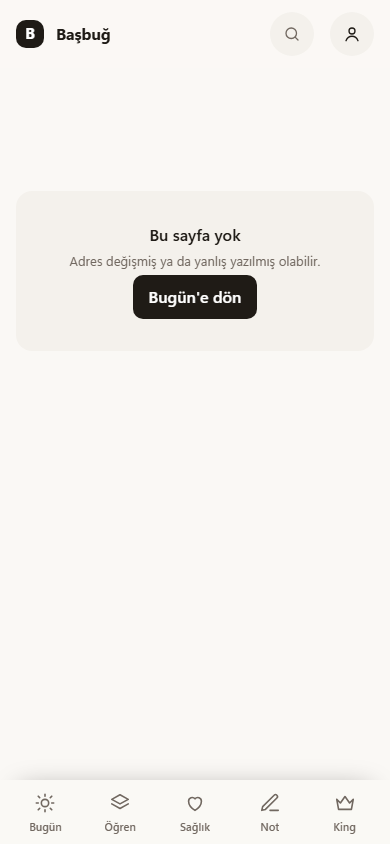 B Başbuğ
Bu sayfa yok
Adres değişmiş ya da yanlış yazılmış olabilir.
Bugün'e dön
Bugün Öğren Sağlık Not King